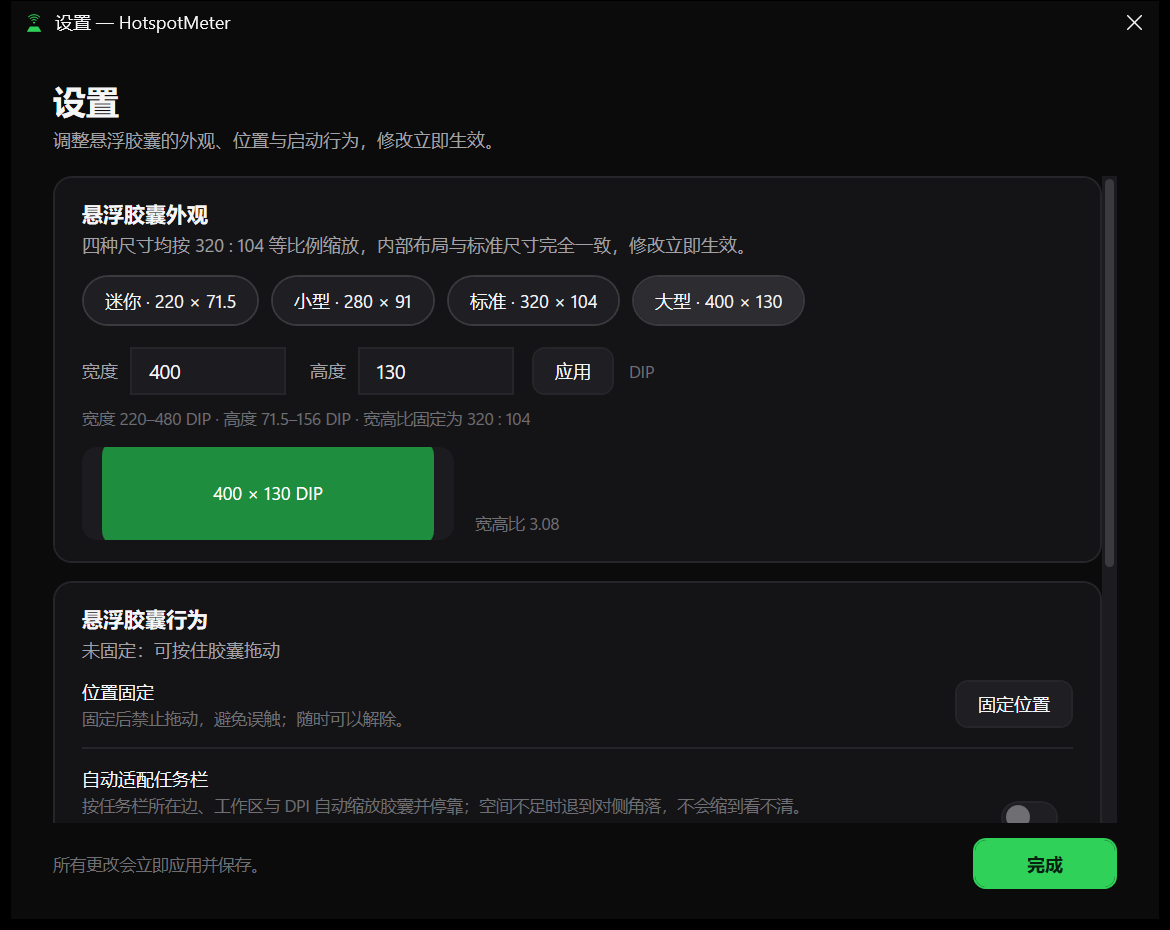 设置 — HotspotMeter
设置
调整悬浮胶囊的外观、位置与启动行为，修改立即生效。
悬浮胶囊外观
四种尺寸均按 320 : 104 等比例缩放，内部布局与标准尺寸完全一致，修改立即生效。
迷你 · 220 × 71.5 小型 · 280 × 91 标准 · 320 × 104 大型 · 400 × 130
宽度 400 高度 130 应用 DIP
宽度 220–480 DIP · 高度 71.5–156 DIP · 宽高比固定为 320 : 104
400 × 130 DIP
宽高比 3.08
悬浮胶囊行为
未固定：可按住胶囊拖动
位置固定
固定位置
固定后禁止拖动，避免误触；随时可以解除。
自动适配任务栏
按任务栏所在边、工作区与 DPI 自动缩放胶囊并停靠；空间不足时退到对侧角落，不会缩到看不清。
所有更改会立即应用并保存。
完成